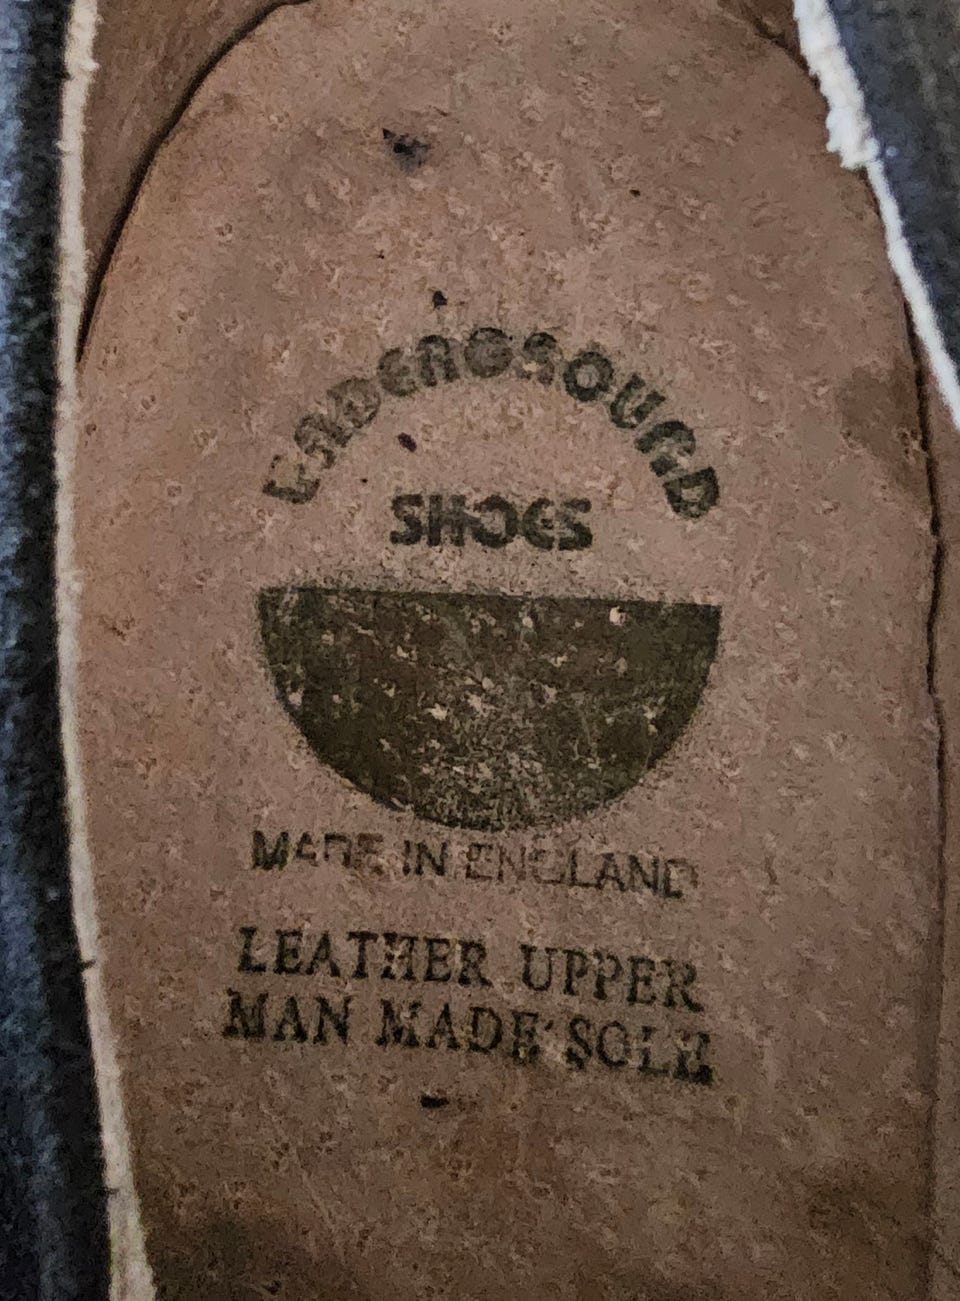 UNDERGROUND
SHOES
MADE IN ENGLAND
LEATHER UPPER
MAN MADE SOLE